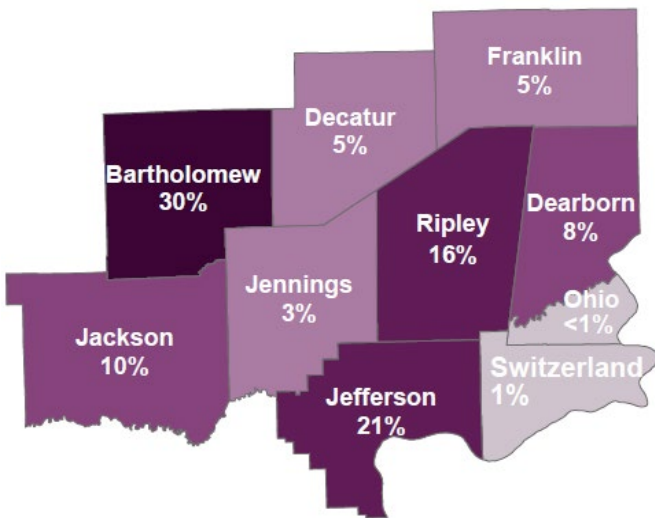 Franklin
5%
Decatur
5%
Bartholomew
30%
Ripley
16%
Dearborn
8%
Jennings
3%
Ohio
<1%
Jackson
10%
Switzerland
1%
Jefferson
21%